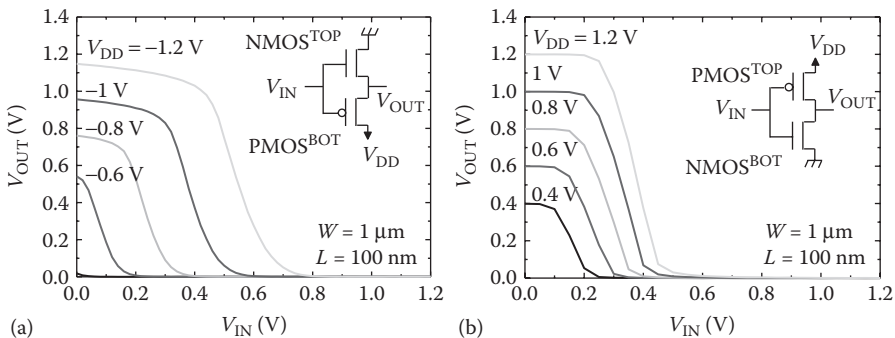 1.4
1.2
1.0
0.8
0.6
0.4
0.2
0.0
V_OUT (V)
V_DD = −1.2 V
−1 V
−0.8 V
−0.6 V
NMOS^TOP
V_IN
V_OUT
PMOS^BOT
V_DD
W = 1 μm
L = 100 nm
0.0 0.2 0.4 0.6 0.8 1.0 1.2
(a)
V_IN (V)
1.4
1.2
1.0
0.8
0.6
0.4
0.2
0.0
V_OUT (V)
V_DD = 1.2 V
1 V
0.8 V
0.6 V
0.4 V
V_DD
PMOS^TOP
V_IN
V_OUT
NMOS^BOT
W = 1 μm
L = 100 nm
0.0 0.2 0.4 0.6 0.8 1.0 1.2
(b)
V_IN (V)